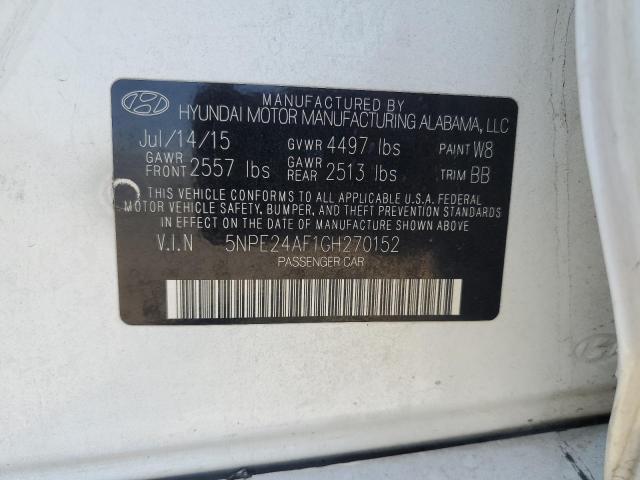 MANUFACTURED BY
HYUNDAI MOTOR MANUFACTURING ALABAMA, LLC
Jul/14/15 GVWR 4497 lbs PAINT W8
GAWR FRONT 2557 lbs GAWR REAR 2513 lbs TRIM BB
THIS VEHICLE CONFORMS TO ALL APPLICABLE U.S.A. FEDERAL
MOTOR VEHICLE SAFETY, BUMPER, AND THEFT PREVENTION STANDARDS
IN EFFECT ON THE DATE OF MANUFACTURE SHOWN ABOVE.
V.I.N 5NPE24AF1GH270152
PASSENGER CAR